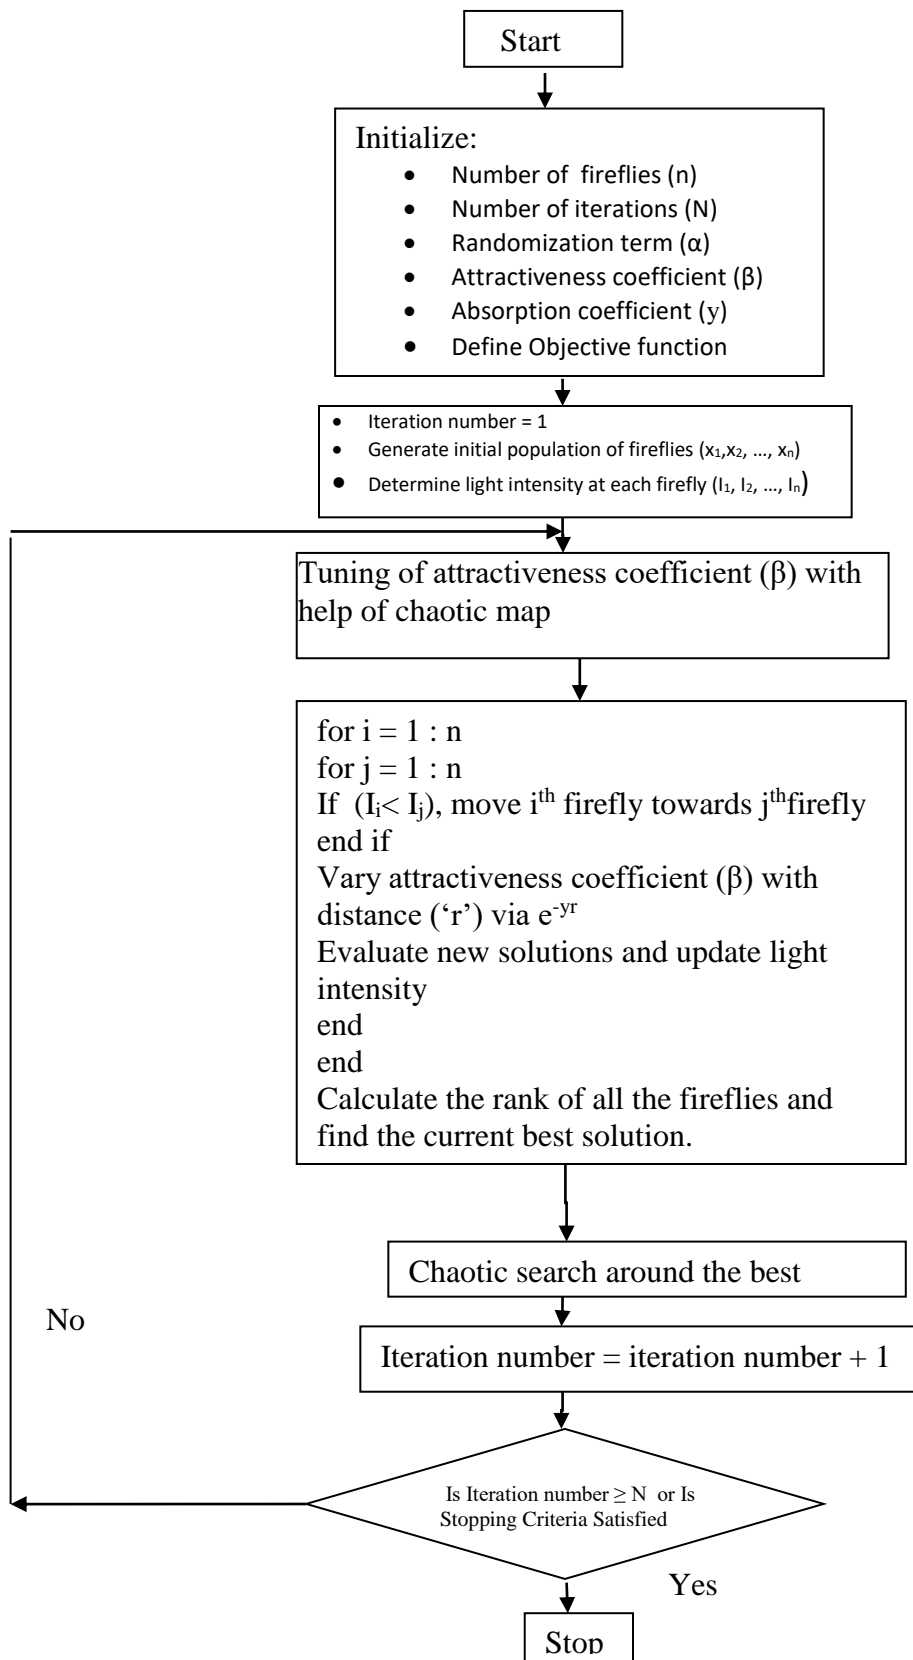 Start
Initialize:
• Number of fireflies (n)
• Number of iterations (N)
• Randomization term (α)
• Attractiveness coefficient (β)
• Absorption coefficient (y)
• Define Objective function
• Iteration number = 1
• Generate initial population of fireflies (x₁,x₂, …, xₙ)
• Determine light intensity at each firefly (I₁, I₂, …, Iₙ)
Tuning of attractiveness coefficient (β) with
help of chaotic map
for i = 1 : n
for j = 1 : n
If (Iᵢ< Iⱼ), move iᵗʰ firefly towards jᵗʰfirefly
end if
Vary attractiveness coefficient (β) with
distance (‘r’) via e⁻ʸʳ
Evaluate new solutions and update light
intensity
end
end
Calculate the rank of all the fireflies and
find the current best solution.
Chaotic search around the best
No
Iteration number = iteration number + 1
Is Iteration number ≥ N or Is
Stopping Criteria Satisfied
Yes
Stop